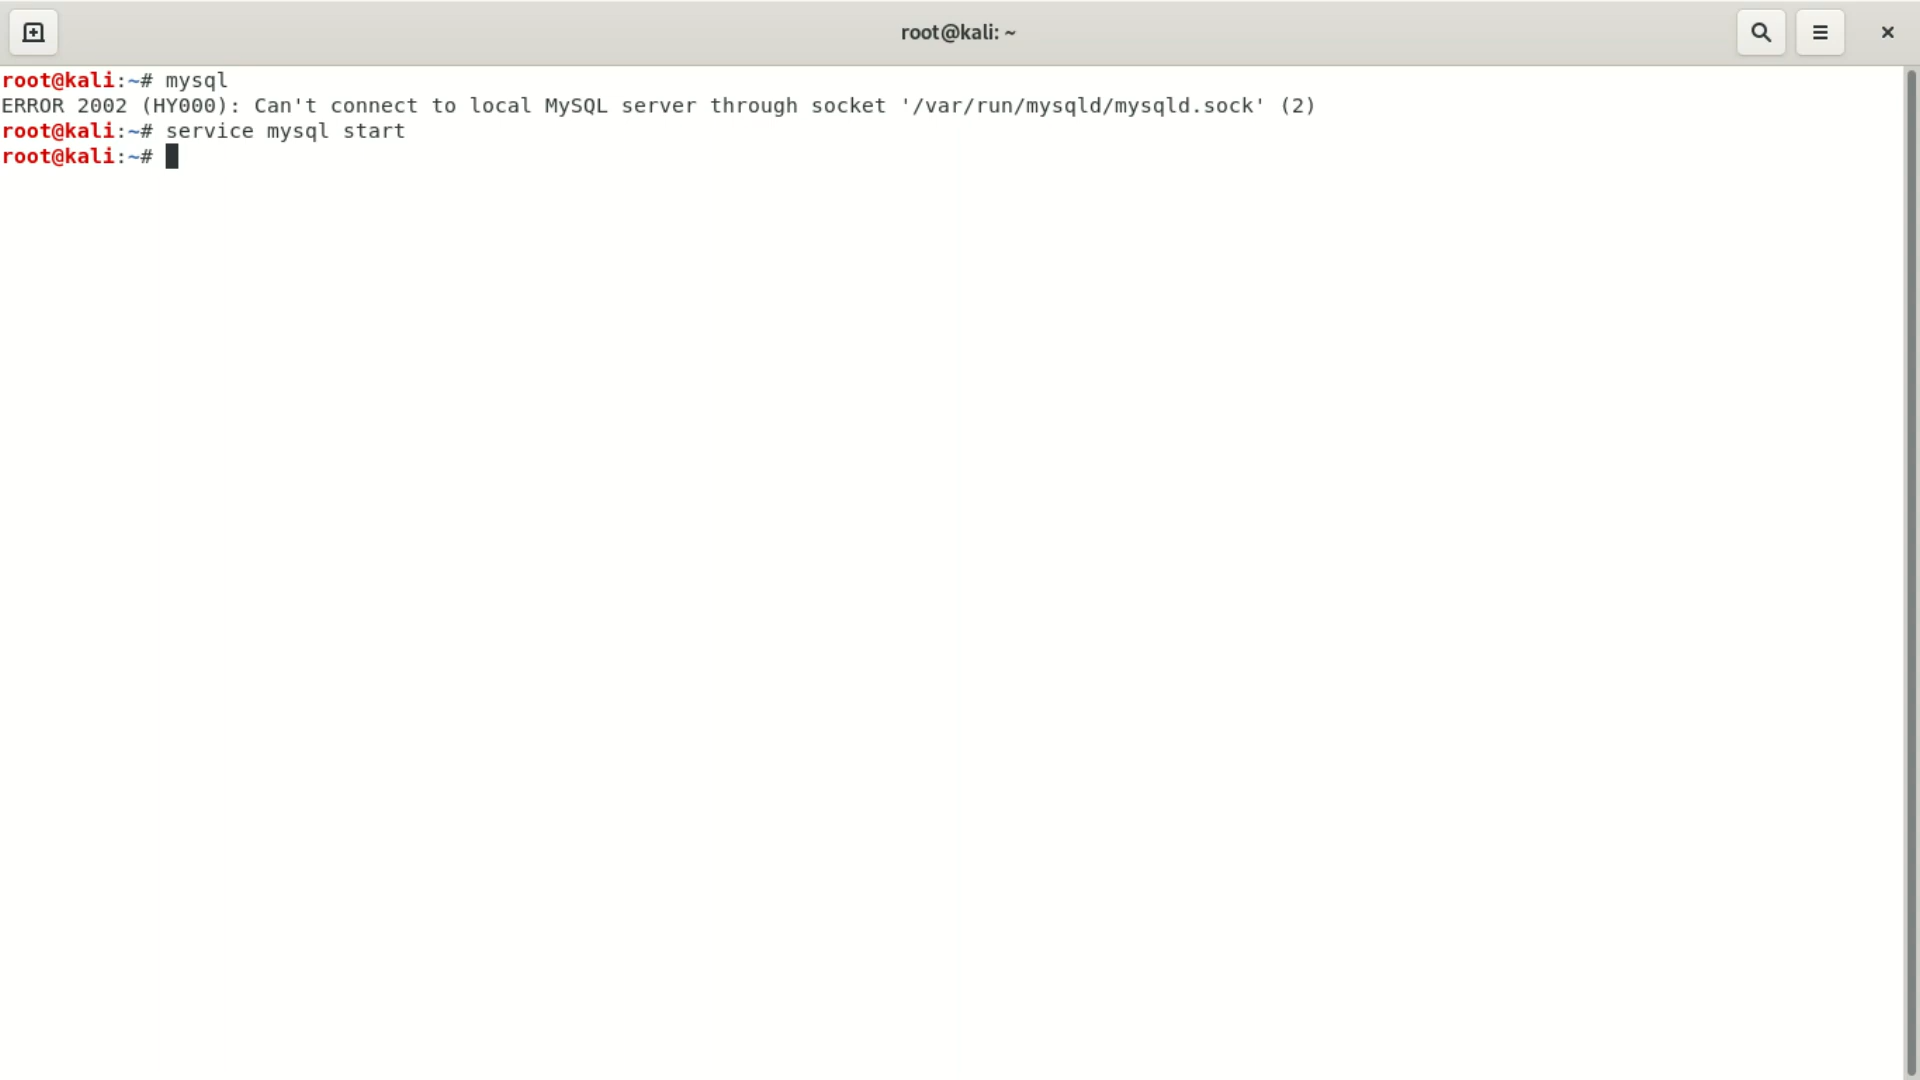 root@kali: ~
root@kali:~# mysql
ERROR 2002 (HY000): Can't connect to local MySQL server through socket '/var/run/mysqld/mysqld.sock' (2)
root@kali:~# service mysql start
root@kali:~#